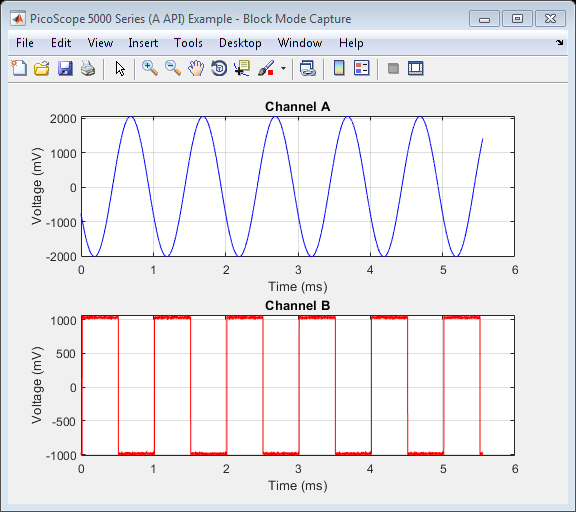 PicoScope 5000 Series (A API) Example - Block Mode Capture
File Edit View Insert Tools Desktop Window Help
Channel A
2000
1000
0
-1000
-2000
Voltage (mV)
0 1 2 3 4 5 6
Time (ms)
Channel B
1000
500
0
-500
-1000
Voltage (mV)
0 1 2 3 4 5 6
Time (ms)